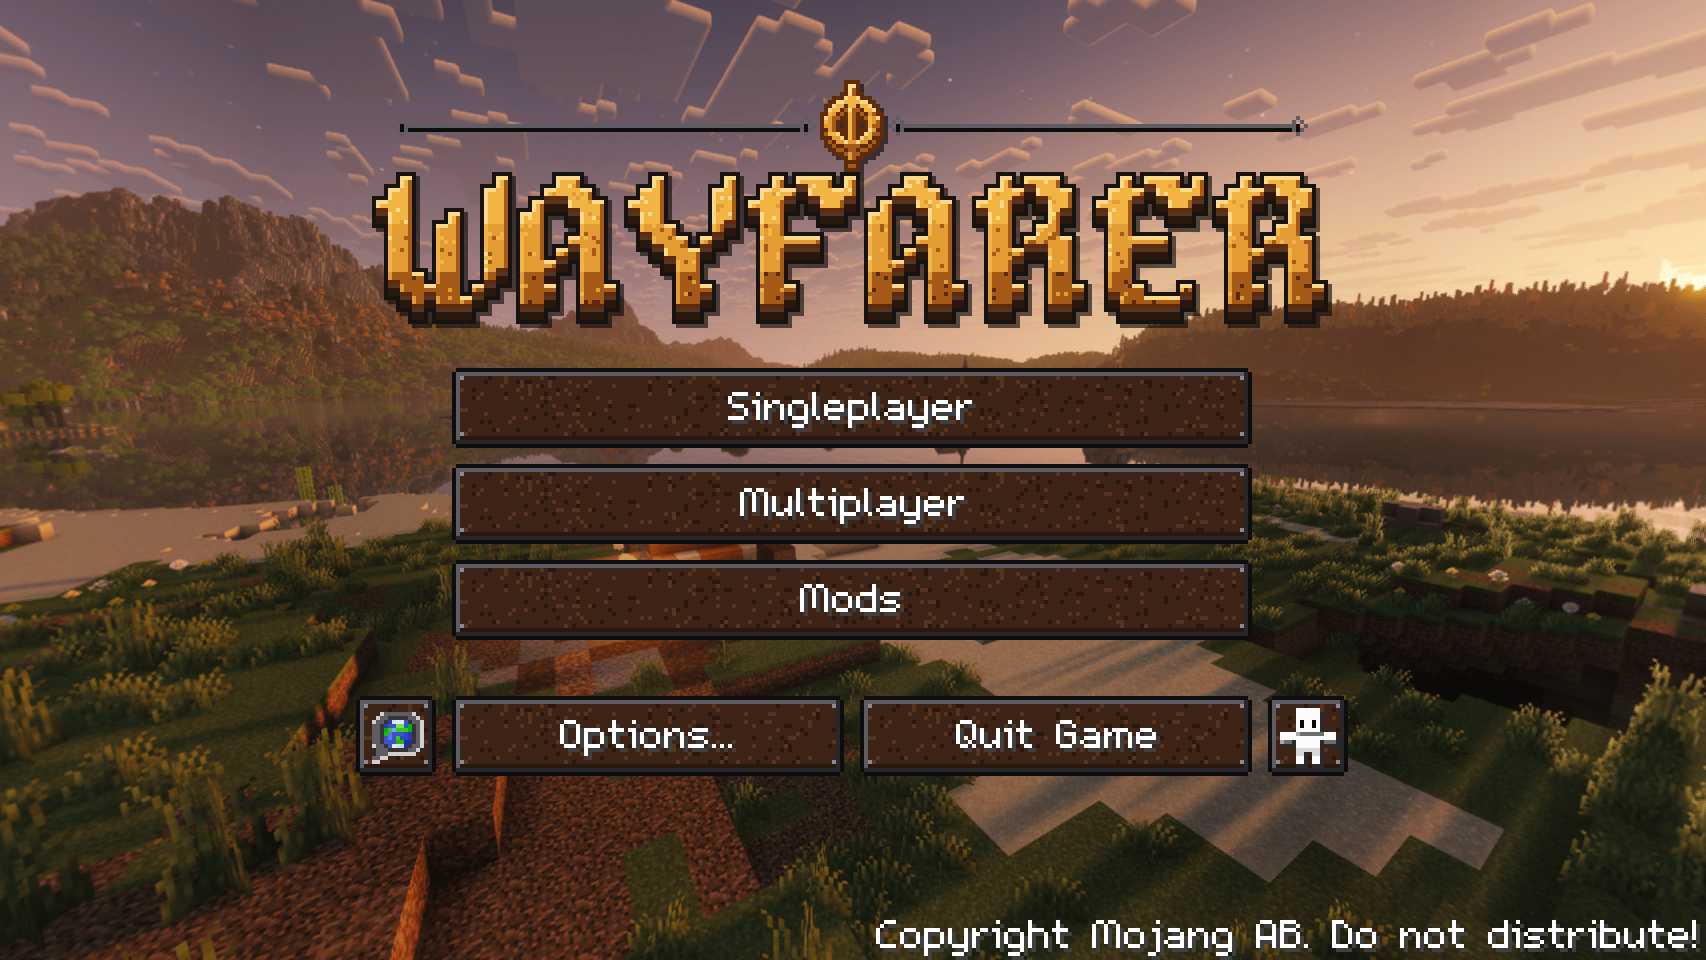 WAYFARER
Singleplayer
Multiplayer
Mods
Options...
Quit Game
Copyright Mojang AB. Do not distribute!